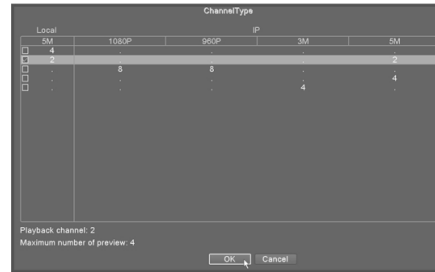 ChannelType
Local IP
5M 1080P 960P 3M 5M
4 . . . .
2 . . . 2
. 8 8 . .
. . . . 4
. . . 4 .
Playback channel: 2
Maximum number of preview: 4
OK Cancel